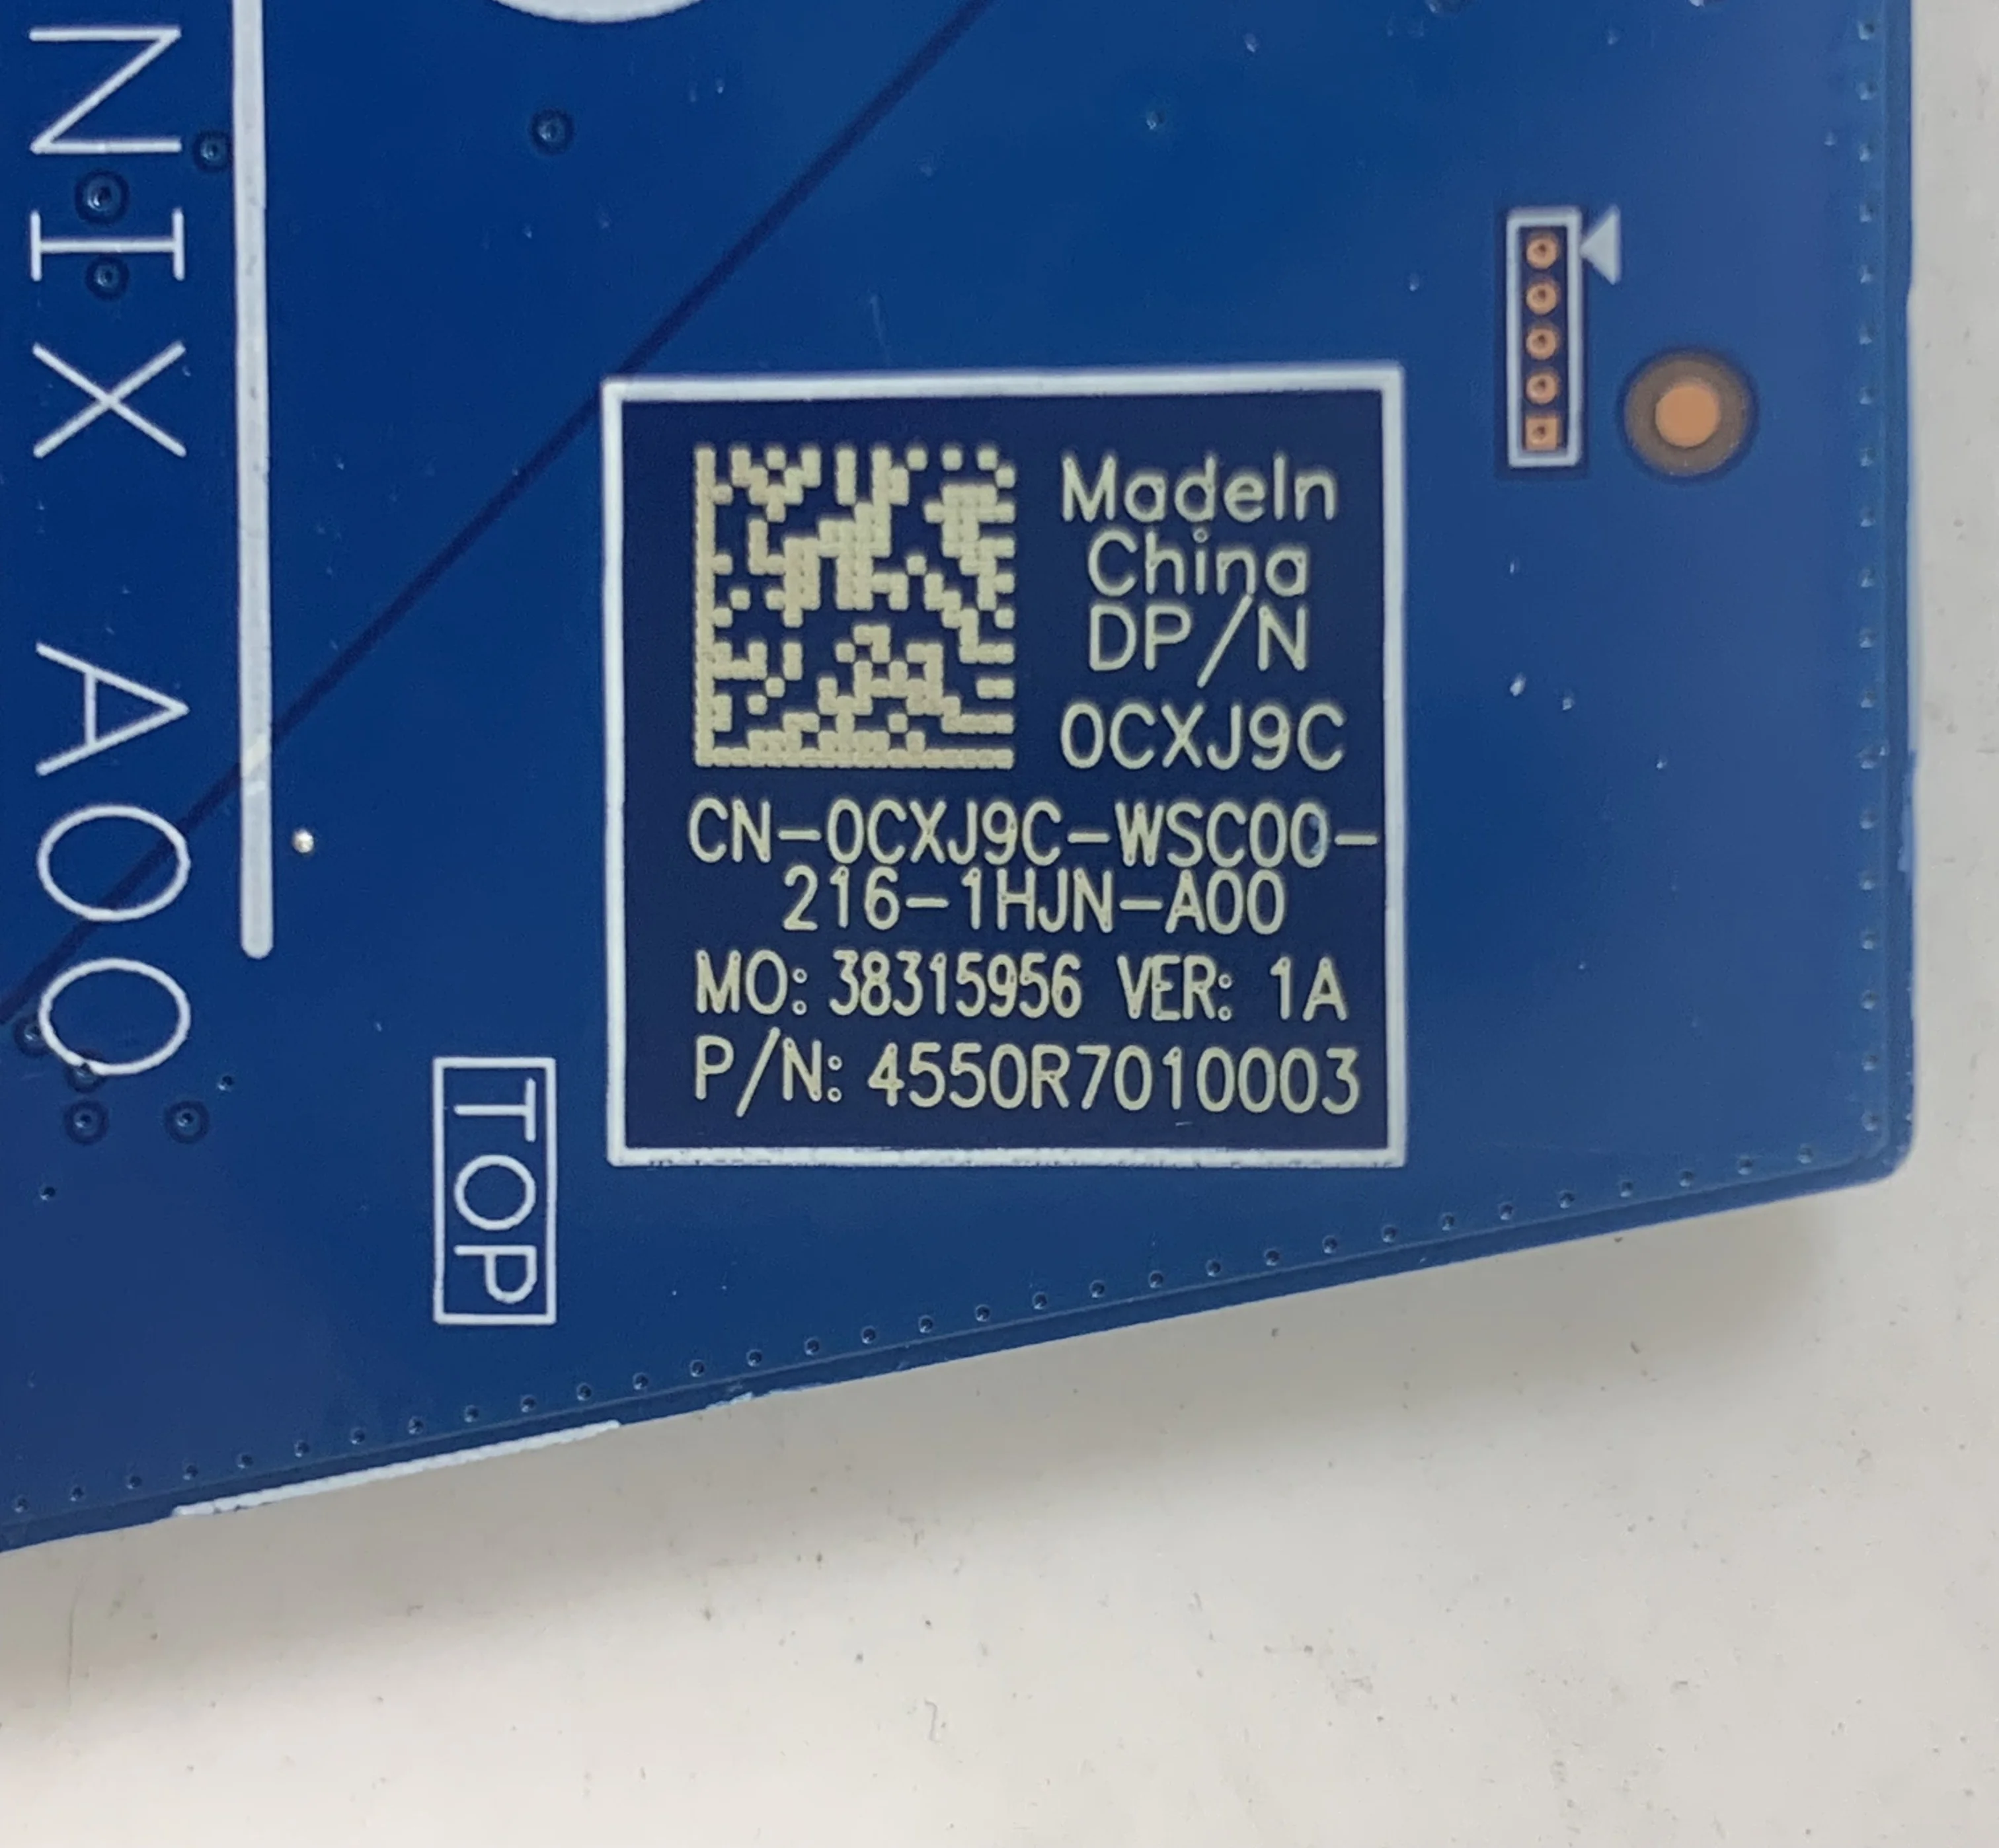 NIX A00
MadeIn
China
DP/N
0CXJ9C
CN-0CXJ9C-WSC00-
216-1HJN-A00
MO: 38315956 VER: 1A
P/N: 4550R7010003
TOP